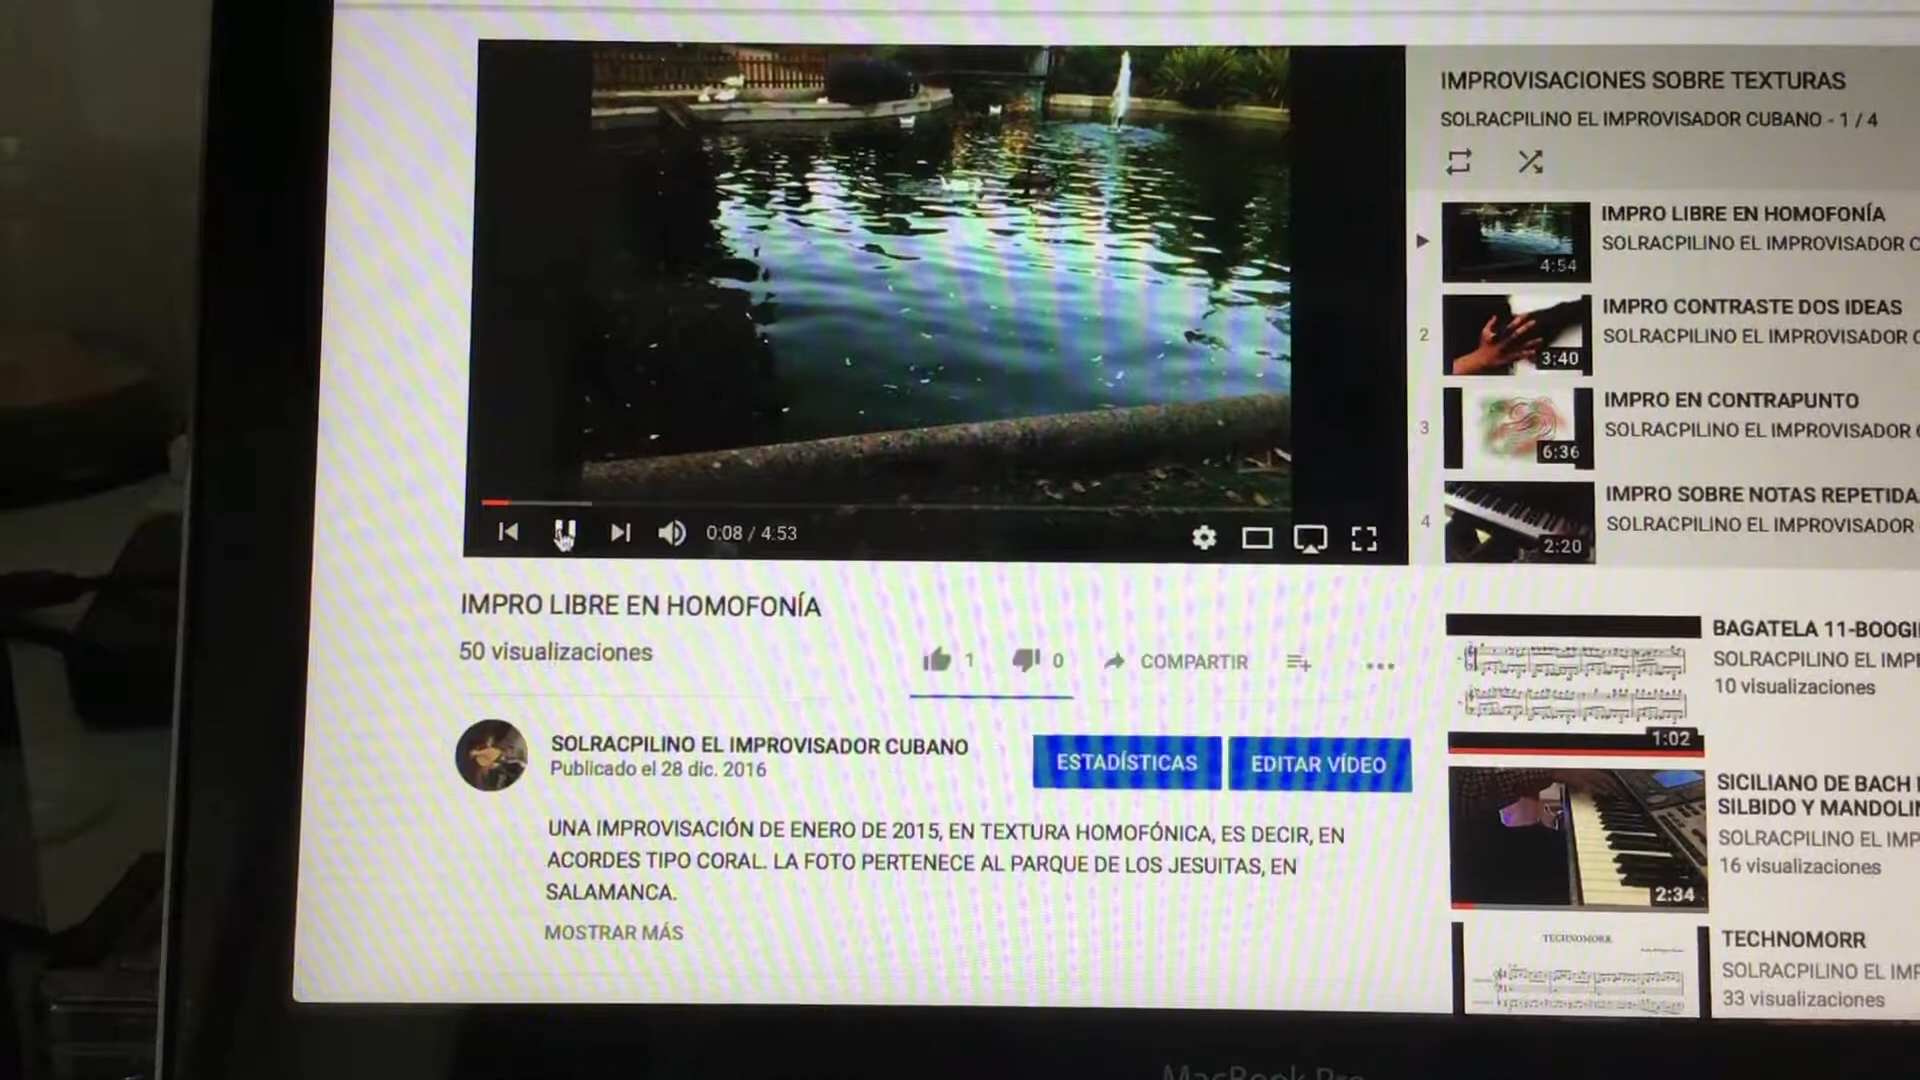 IMPROVISACIONES SOBRE TEXTURAS
SOLRACPILINO EL IMPROVISADOR CUBANO - 1 / 4
IMPRO LIBRE EN HOMOFONÍA
SOLRACPILINO EL IMPROVISADOR
4:54
2
IMPRO CONTRASTE DOS IDEAS
SOLRACPILINO EL IMPROVISADOR
3:40
3
IMPRO EN CONTRAPUNTO
SOLRACPILINO EL IMPROVISADOR
6:36
4
IMPRO SOBRE NOTAS REPETIDA
SOLRACPILINO EL IMPROVISADOR
2:20
0:08 / 4:53
IMPRO LIBRE EN HOMOFONÍA
50 visualizaciones
1 0 COMPARTIR
SOLRACPILINO EL IMPROVISADOR CUBANO
Publicado el 28 dic. 2016
ESTADÍSTICAS
EDITAR VÍDEO
UNA IMPROVISACIÓN DE ENERO DE 2015, EN TEXTURA HOMOFÓNICA, ES DECIR, EN
ACORDES TIPO CORAL. LA FOTO PERTENECE AL PARQUE DE LOS JESUITAS, EN
SALAMANCA.
MOSTRAR MÁS
BAGATELA 11-BOOGI
SOLRACPILINO EL IMP
10 visualizaciones
1:02
SICILIANO DE BACH
SILBIDO Y MANDOLI
SOLRACPILINO EL IMP
16 visualizaciones
2:34
TECHNOMORR
TECHNOMORR
SOLRACPILINO EL IMP
33 visualizaciones
MacBook Pro